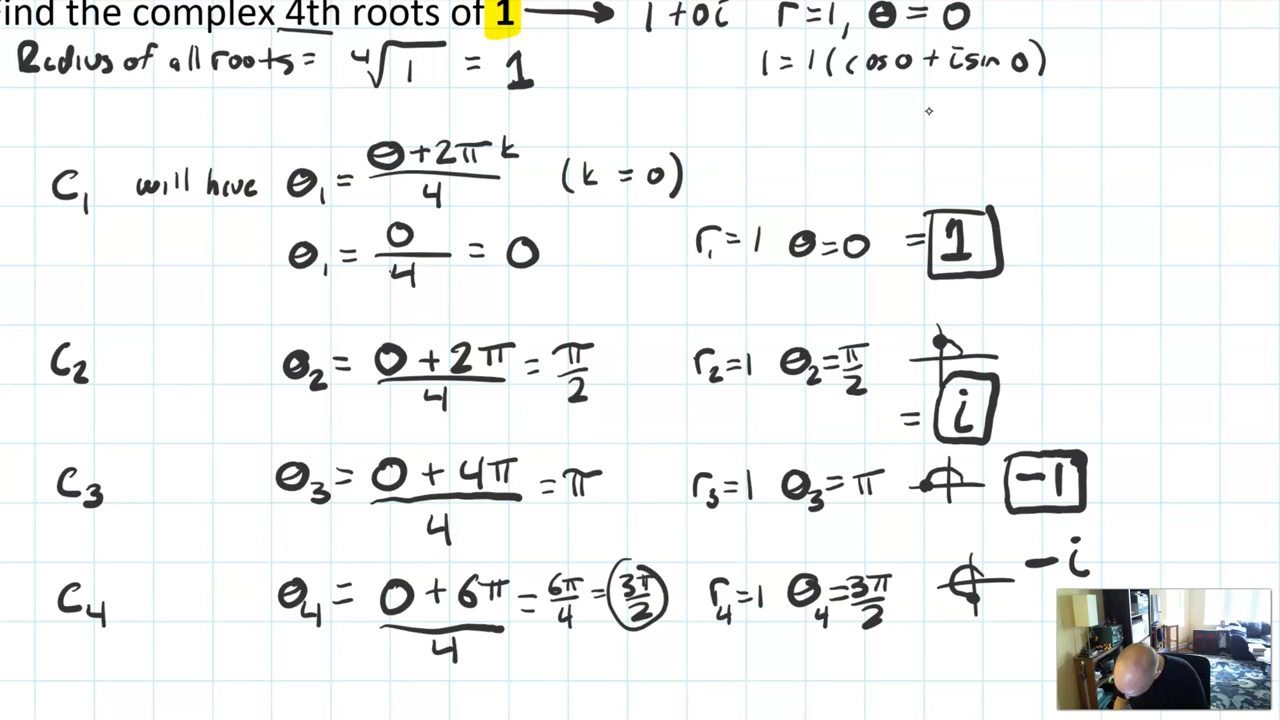 Find the complex 4th roots of 1 → 1 + 0i r = 1, θ = 0
Radius of all roots = ∜1 = 1 1 = 1(cos 0 + i sin 0)
C₁ will have θ₁ = (θ + 2πk)/4 (k = 0)
θ₁ = 0/4 = 0 r₁ = 1 θ = 0 = 1
C₂ θ₂ = (0 + 2π)/4 = π/2 r₂ = 1 θ₂ = π/2
= i
C₃ θ₃ = (0 + 4π)/4 = π r₃ = 1 θ₃ = π -1
C₄ θ₄ = (0 + 6π)/4 = 6π/4 = 3π/2 r₄ = 1 θ₄ = 3π/2 -i